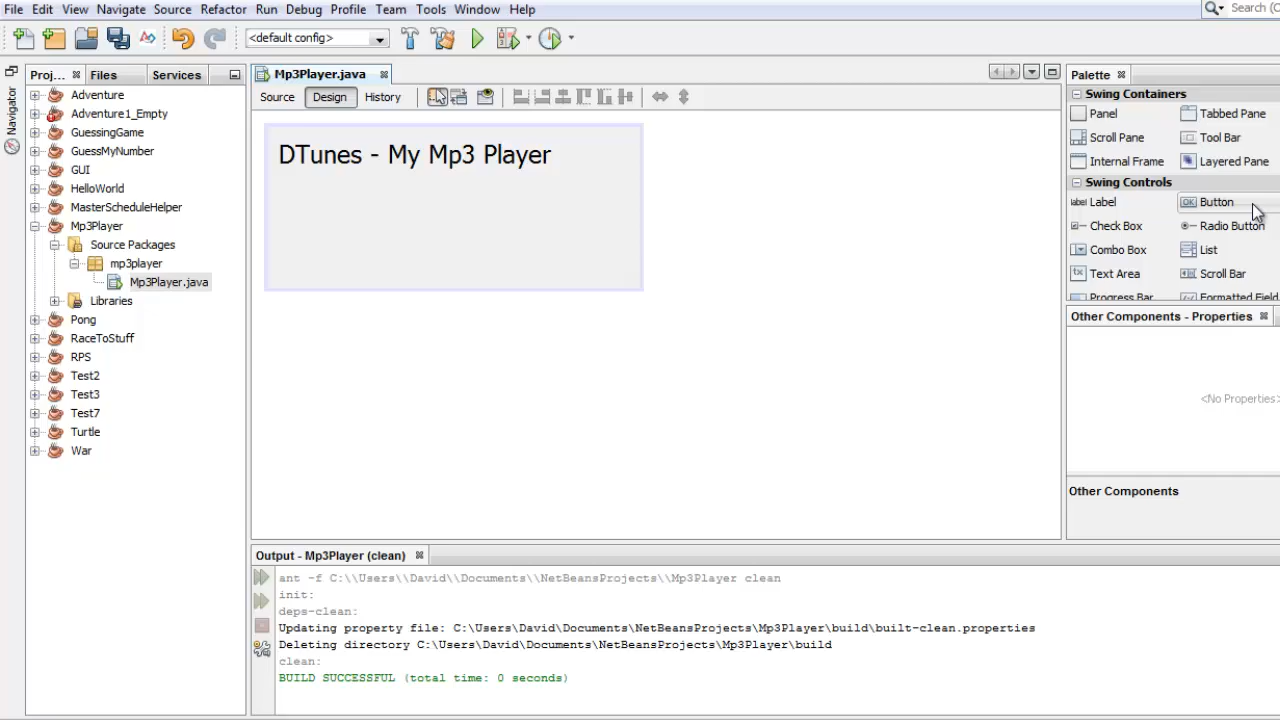 File Edit View Navigate Source Refactor Run Debug Profile Team Tools Window Help
Search (C
<default config>
Navigator
Proj... Files Services
Adventure
Adventure1_Empty
GuessingGame
GuessMyNumber
GUI
HelloWorld
MasterScheduleHelper
Mp3Player
Source Packages
mp3player
Mp3Player.java
Libraries
Pong
RaceToStuff
RPS
Test2
Test3
Test7
Turtle
War
Mp3Player.java
Source Design History
DTunes - My Mp3 Player
Palette
Swing Containers
Panel Tabbed Pane
Scroll Pane Tool Bar
Internal Frame Layered Pane
Swing Controls
label Label OK Button
Check Box Radio Button
Combo Box List
Text Area Scroll Bar
Progress Bar Formatted Field
Other Components - Properties
<No Properties>
Other Components
Output - Mp3Player (clean)
ant -f C:\\Users\\David\\Documents\\NetBeansProjects\\Mp3Player clean
init:
deps-clean:
Updating property file: C:\Users\David\Documents\NetBeansProjects\Mp3Player\build\built-clean.properties
Deleting directory C:\Users\David\Documents\NetBeansProjects\Mp3Player\build
clean:
BUILD SUCCESSFUL (total time: 0 seconds)